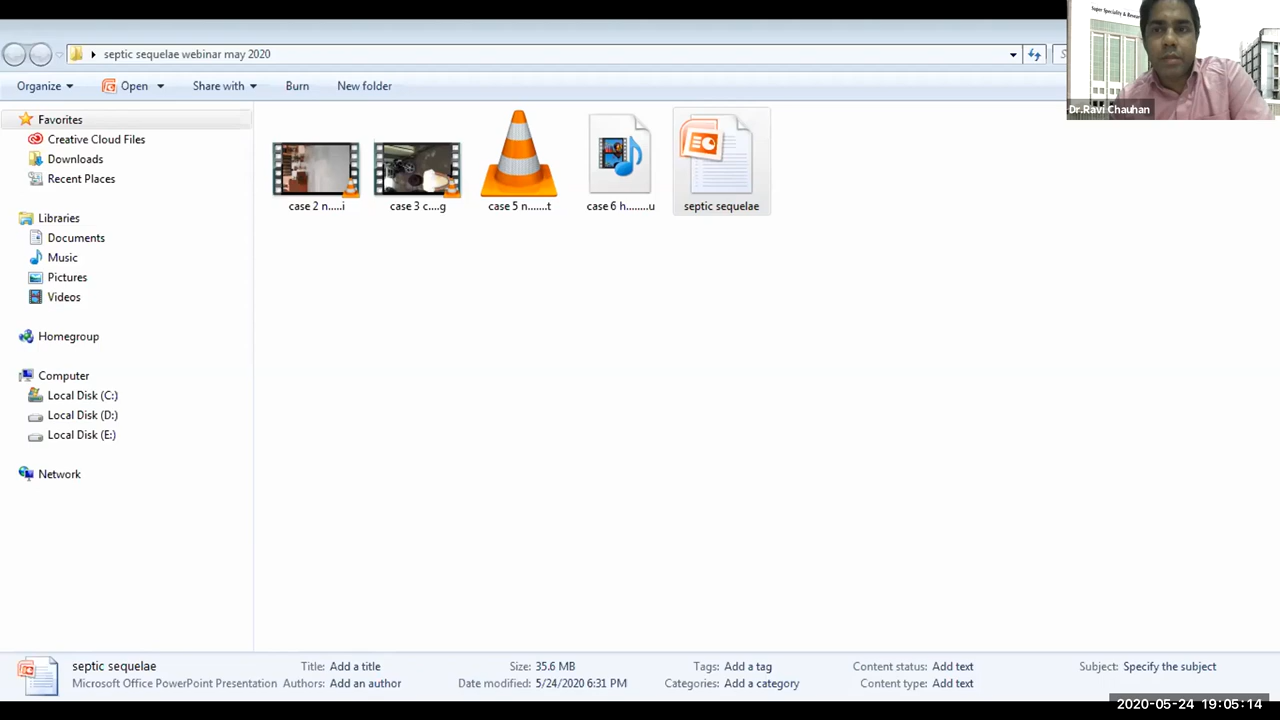 septic sequelae webinar may 2020
Super Speciality & Resea
Organize Open Share with Burn New folder
Dr.Ravi Chauhan
Favorites
Creative Cloud Files
Downloads
Recent Places
Libraries
Documents
Music
Pictures
Videos
Homegroup
Computer
Local Disk (C:)
Local Disk (D:)
Local Disk (E:)
Network
case 2 n.....i
case 3 c....g
case 5 n.......t
case 6 h........u
septic sequelae
septic sequelae Title: Add a title Size: 35.6 MB Tags: Add a tag Content status: Add text Subject: Specify the subject
Microsoft Office PowerPoint Presentation Authors: Add an author Date modified: 5/24/2020 6:31 PM Categories: Add a category Content type: Add text
2020-05-24 19:05:14